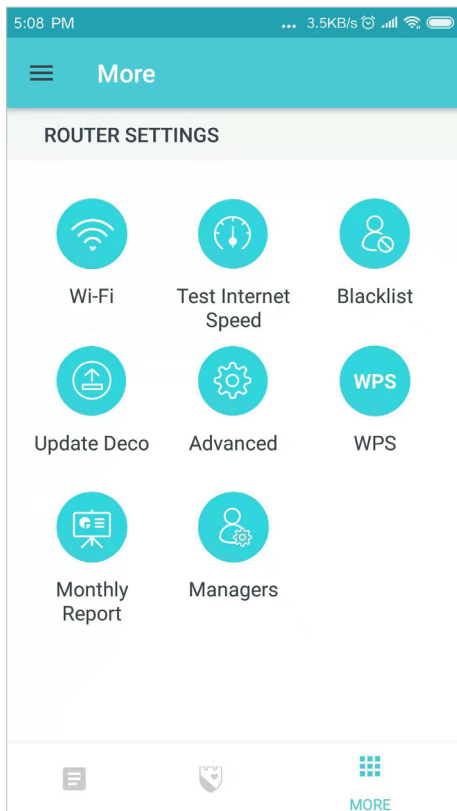 5:08 PM ... 3.5KB/s
More
ROUTER SETTINGS
Wi-Fi
Test Internet
Speed
Blacklist
Update Deco
Advanced
WPS
WPS
Monthly
Report
Managers
MORE